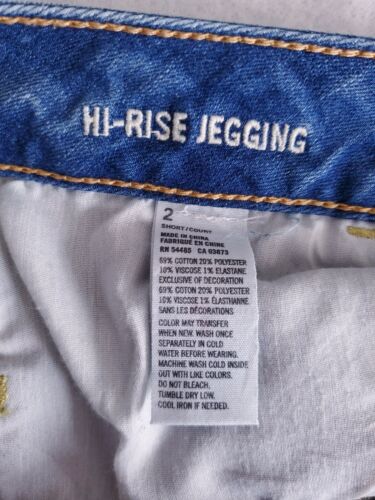 HI-RISE JEGGING
2
SHORT/COURT
MADE IN CHINA
FABRIQUÉ EN CHINE
RN 54485 CA 03673
69% COTTON 20% POLYESTER
10% VISCOSE 1% ELASTANE
EXCLUSIVE OF DECORATION
69% COTON 20% POLYESTER
10% VISCOSE 1% ÉLASTHANNE
SANS LES DÉCORATIONS
COLOR MAY TRANSFER
WHEN NEW. WASH ONCE
SEPARATELY IN COLD
WATER BEFORE WEARING.
MACHINE WASH COLD INSIDE
OUT WITH LIKE COLORS.
DO NOT BLEACH.
TUMBLE DRY LOW.
COOL IRON IF NEEDED.